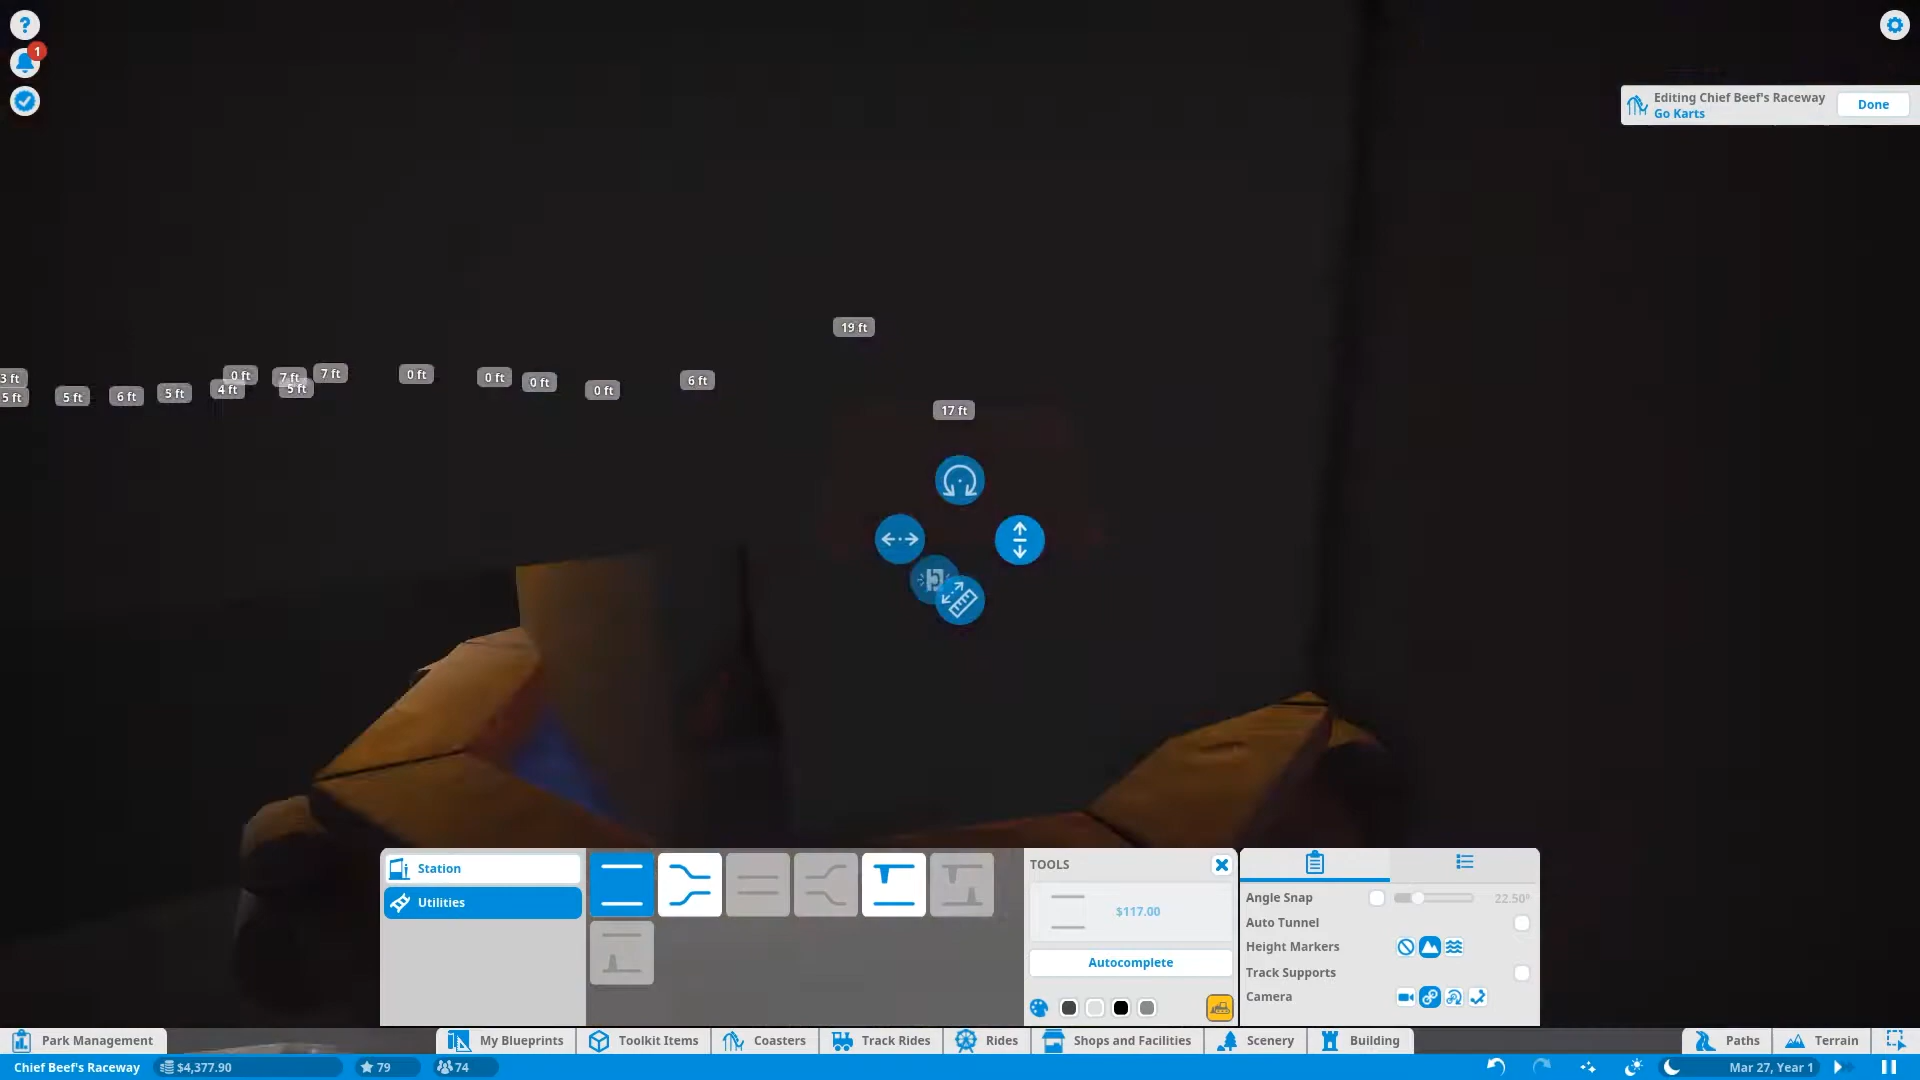 ?
1
Editing Chief Beef's Raceway
Go Karts
Done
19 ft
3 ft
0 ft
7 ft
7 ft
0 ft
0 ft
0 ft
0 ft
6 ft
5 ft
5 ft
6 ft
5 ft
4 ft
5 ft
17 ft
Station
Utilities
TOOLS
$117.00
Autocomplete
Angle Snap
22.50°
Auto Tunnel
Height Markers
Track Supports
Camera
Park Management
My Blueprints
Toolkit Items
Coasters
Track Rides
Rides
Shops and Facilities
Scenery
Building
Paths
Terrain
Chief Beef's Raceway
$4,377.90
79
74
Mar 27, Year 1